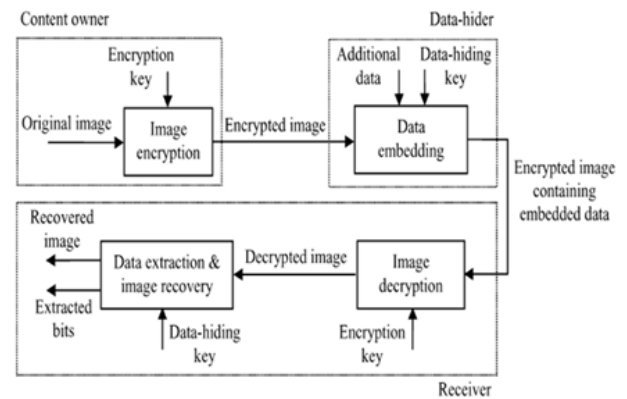 Content owner
Data-hider
Encryption
key
Additional
data
Data-hiding
key
Original image
Image
encryption
Encrypted image
Data
embedding
Encrypted image
containing
embedded data
Recovered
image
Data extraction &
image recovery
Decrypted image
Image
decryption
Extracted
bits
Data-hiding
key
Encryption
key
Receiver